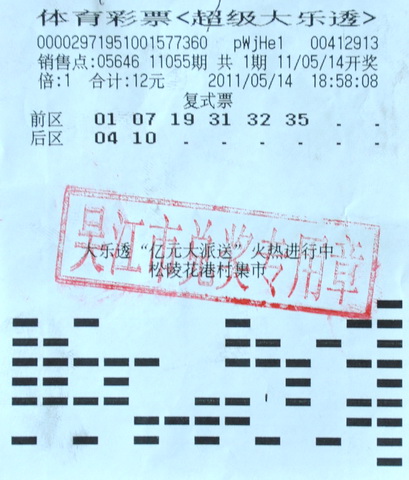 体育彩票<超级大乐透>
00002971951001577360 pWjHe1 00412913
销售点:05646 11055期 共 1期 11/05/14开奖
倍:1 合计:12元 2011/05/14 18:58:08
复式票
前区 01 07 19 31 32 35 . .
后区 04 10 . . . . . .
吴江市兑奖专用章
大乐透“亿元大派送”火热进行中
松陵花港村集市